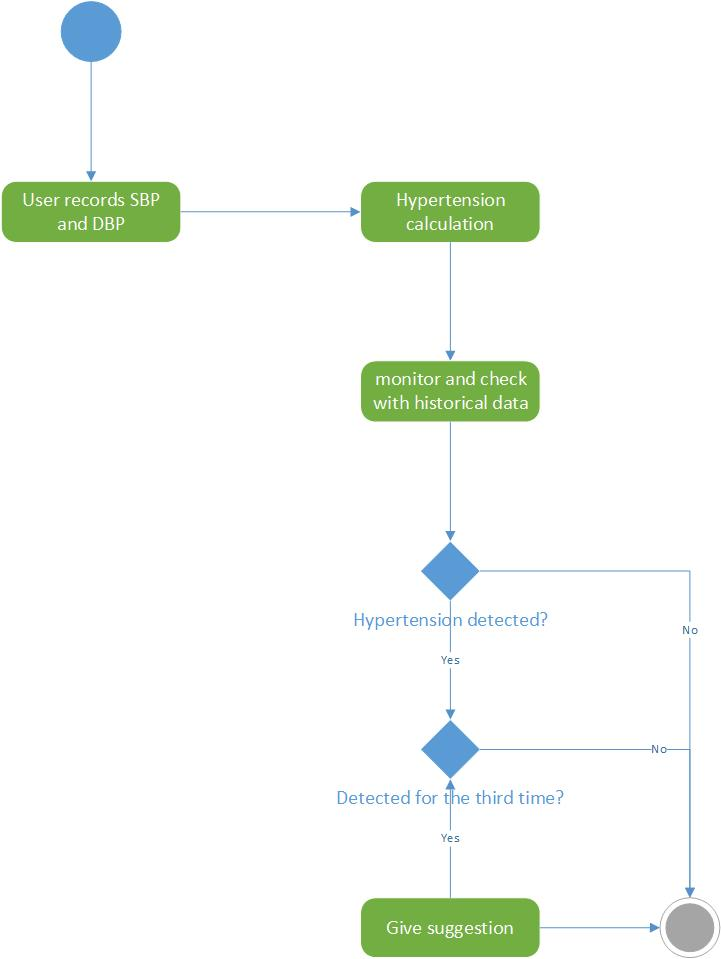 User records SBP
and DBP
Hypertension
calculation
monitor and check
with historical data
Hypertension detected?
No
Yes
No
Detected for the third time?
Yes
Give suggestion